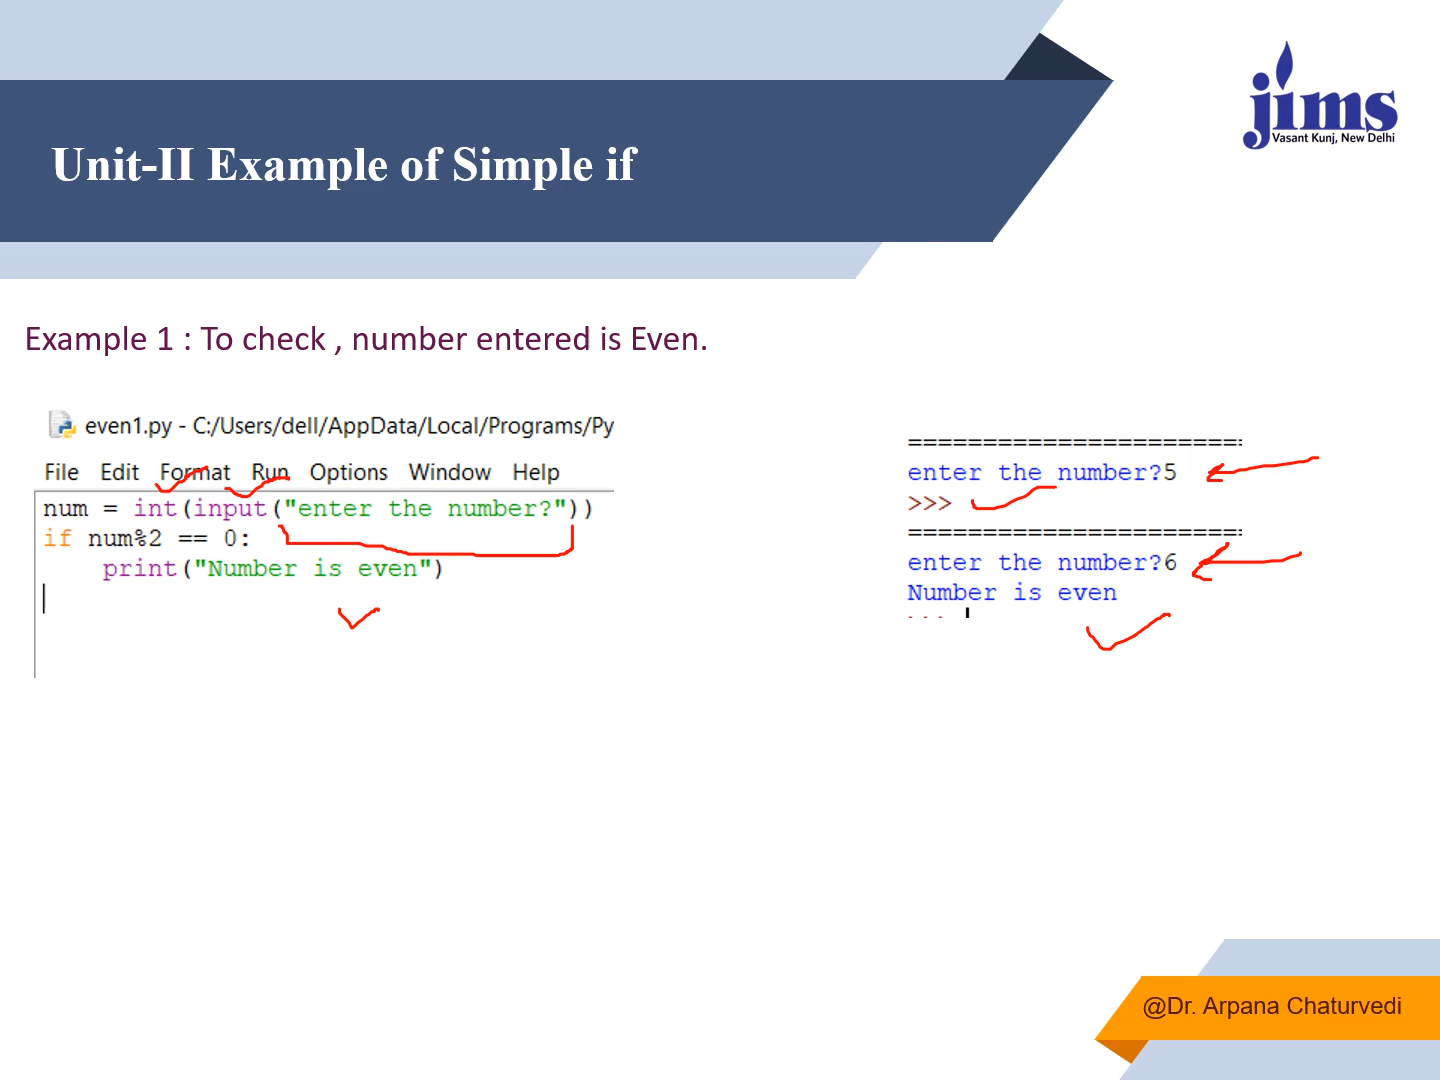 jims
Vasant Kunj, New Delhi
Unit-II Example of Simple if
Example 1 : To check , number entered is Even.
even1.py - C:/Users/dell/AppData/Local/Programs/Py
File Edit Format Run Options Window Help
num = int(input("enter the number?"))
if num%2 == 0:
    print("Number is even")
======================
enter the number?5
>>>
======================
enter the number?6
Number is even
@Dr. Arpana Chaturvedi